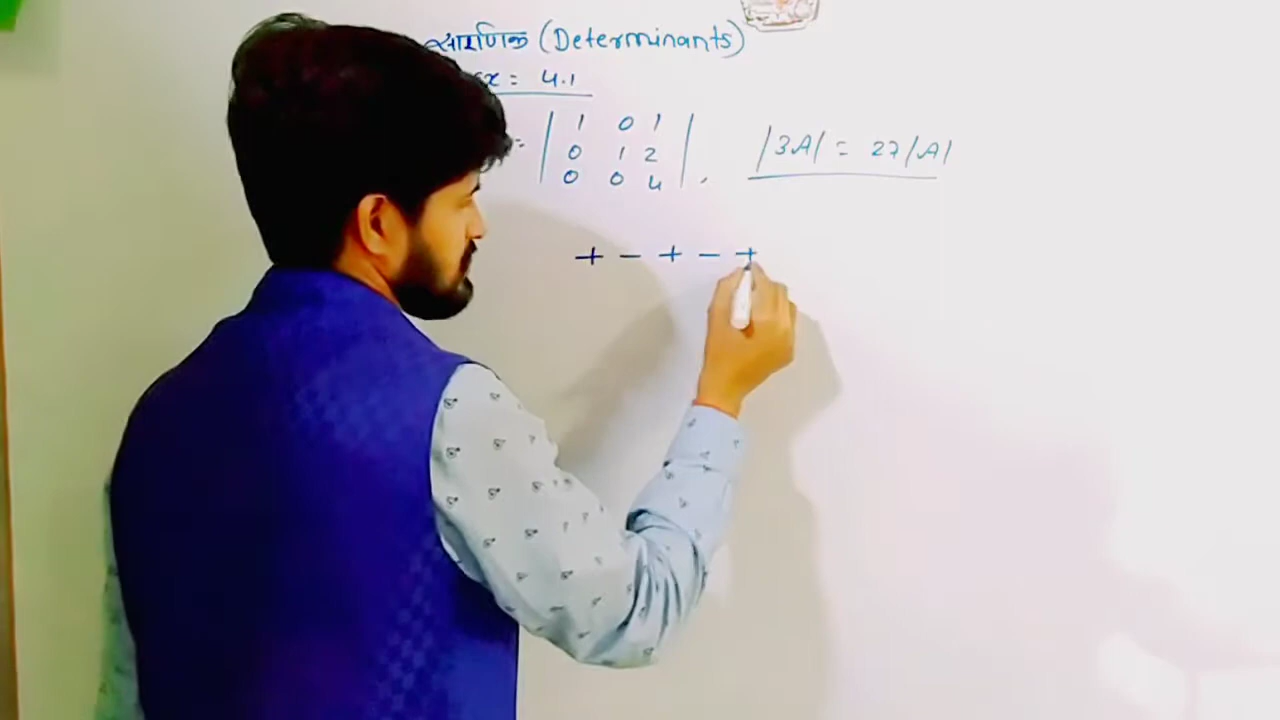 सारणिक (Determinants)
x = 4.1
= | 1 0 1 | . |3A| = 27|A|
| 0 1 2 |
| 0 0 4 |
+ - + - +